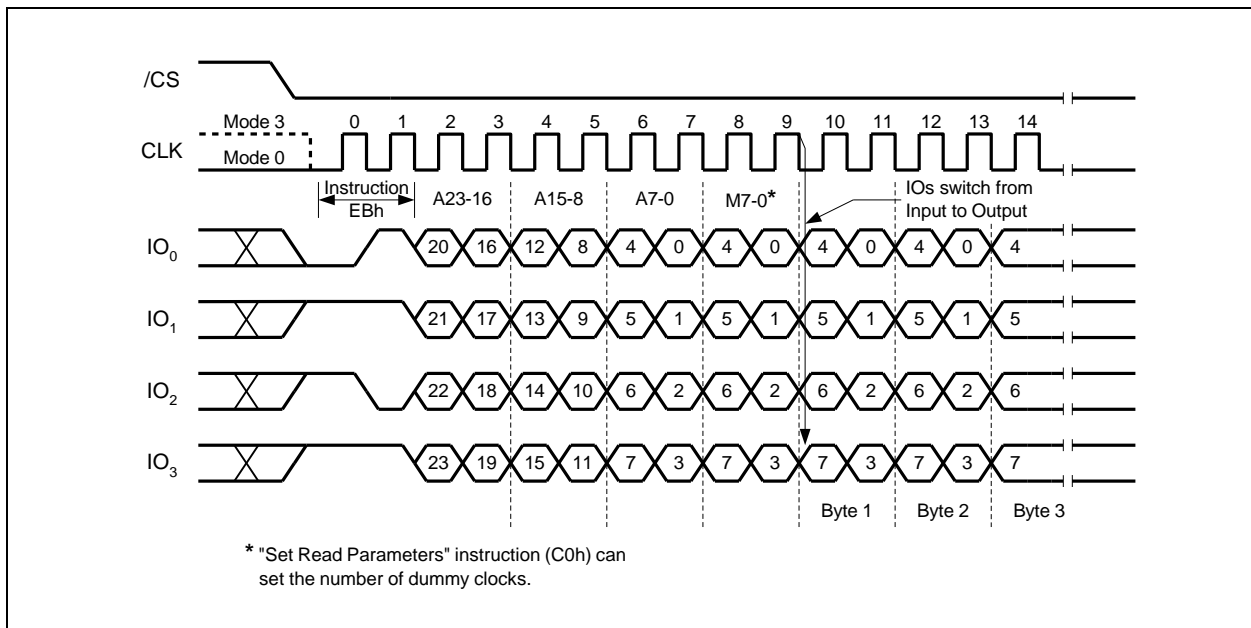 /CS
Mode 3 0 1 2 3 4 5 6 7 8 9 10 11 12 13 14
CLK
Mode 0
Instruction
EBh
A23-16 A15-8 A7-0 M7-0*
IOs switch from
Input to Output
IO0 20 16 12 8 4 0 4 0 4 0 4 0 4
IO1 21 17 13 9 5 1 5 1 5 1 5 1 5
IO2 22 18 14 10 6 2 6 2 6 2 6 2 6
IO3 23 19 15 11 7 3 7 3 7 3 7 3 7
Byte 1 Byte 2 Byte 3
* "Set Read Parameters" instruction (C0h) can
set the number of dummy clocks.